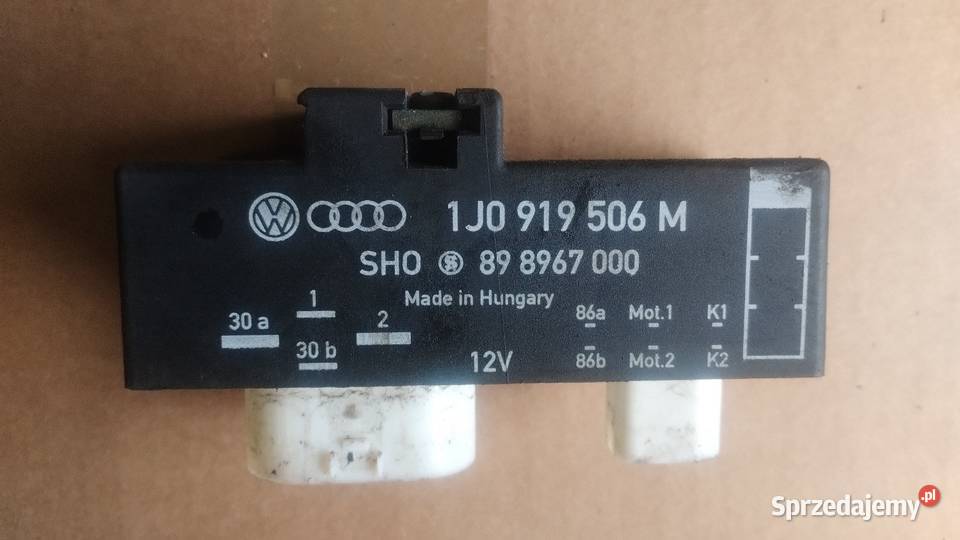 1J0 919 506 M
SHO 89 8967 000
Made in Hungary
30 a 1 2 86a Mot.1 K1
30 b 12V 86b Mot.2 K2
Sprzedajemy.pl